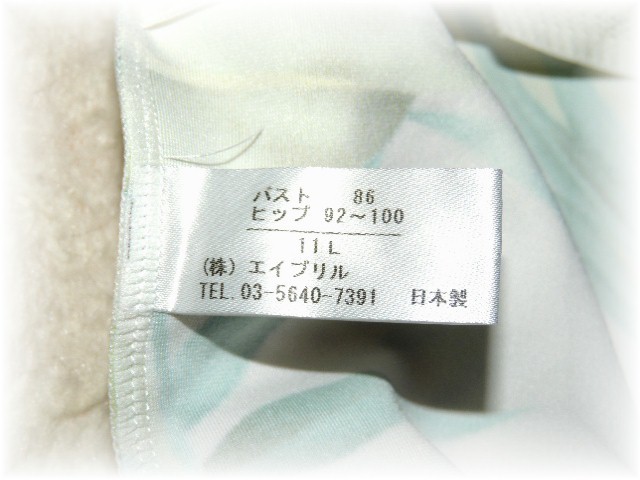 バスト 86
ヒップ 92～100
11L
(株) エイブリル
TEL. 03-5640-7391 日本製